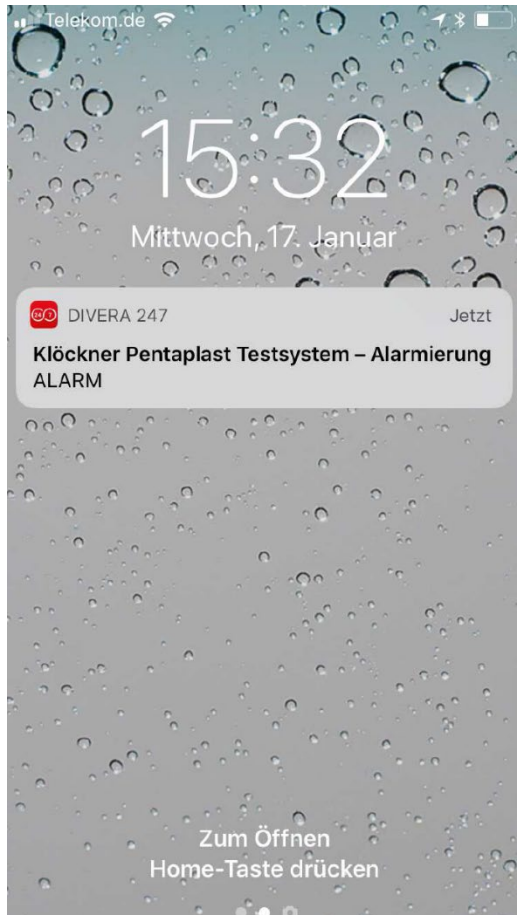 Telekom.de
15:32
Mittwoch, 17. Januar
DIVERA 247 Jetzt
Klöckner Pentaplast Testsystem – Alarmierung
ALARM
Zum Öffnen
Home-Taste drücken